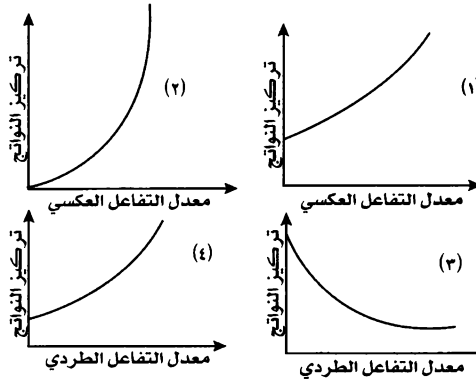 (١)
تركيز النواتج
معدل التفاعل العكسي
(٢)
تركيز النواتج
معدل التفاعل العكسي
(٣)
تركيز النواتج
معدل التفاعل الطردي
(٤)
تركيز النواتج
معدل التفاعل الطردي